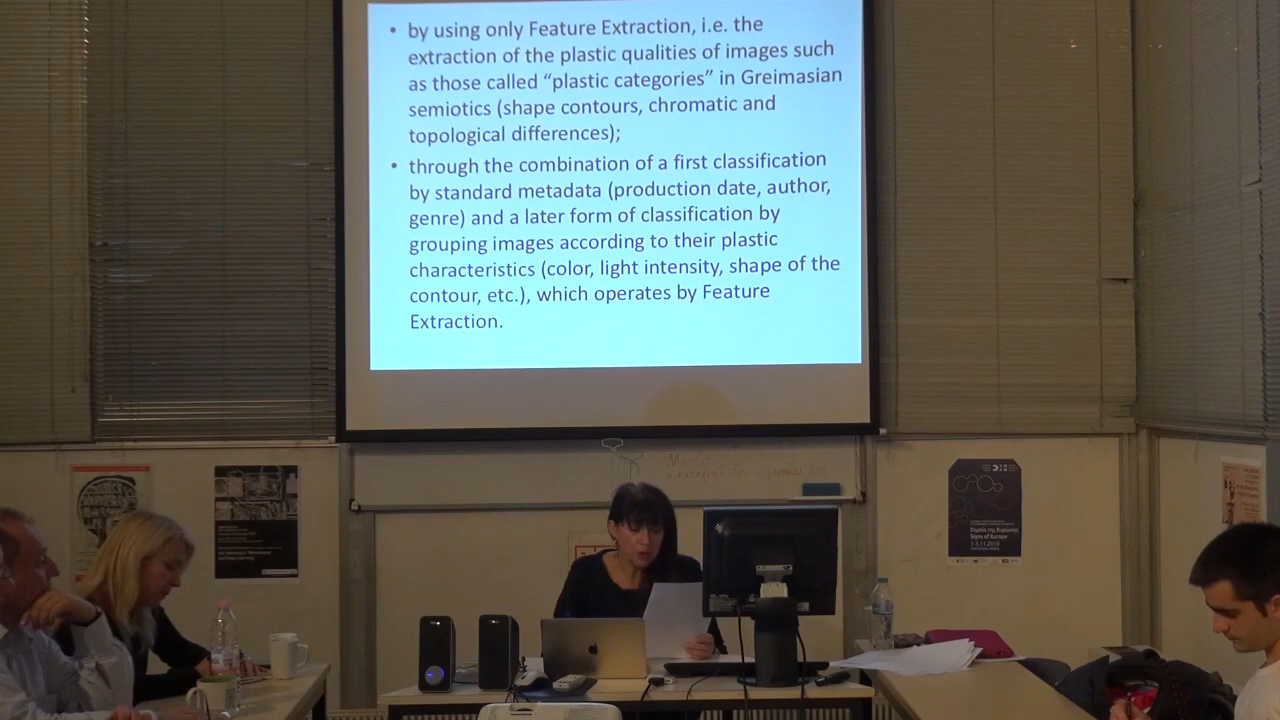 • by using only Feature Extraction, i.e. the
extraction of the plastic qualities of images such
as those called “plastic categories” in Greimasian
semiotics (shape contours, chromatic and
topological differences);
• through the combination of a first classification
by standard metadata (production date, author,
genre) and a later form of classification by
grouping images according to their plastic
characteristics (color, light intensity, shape of the
contour, etc.), which operates by Feature
Extraction.
Σημεία της Ευρώπης
Signs of Europe